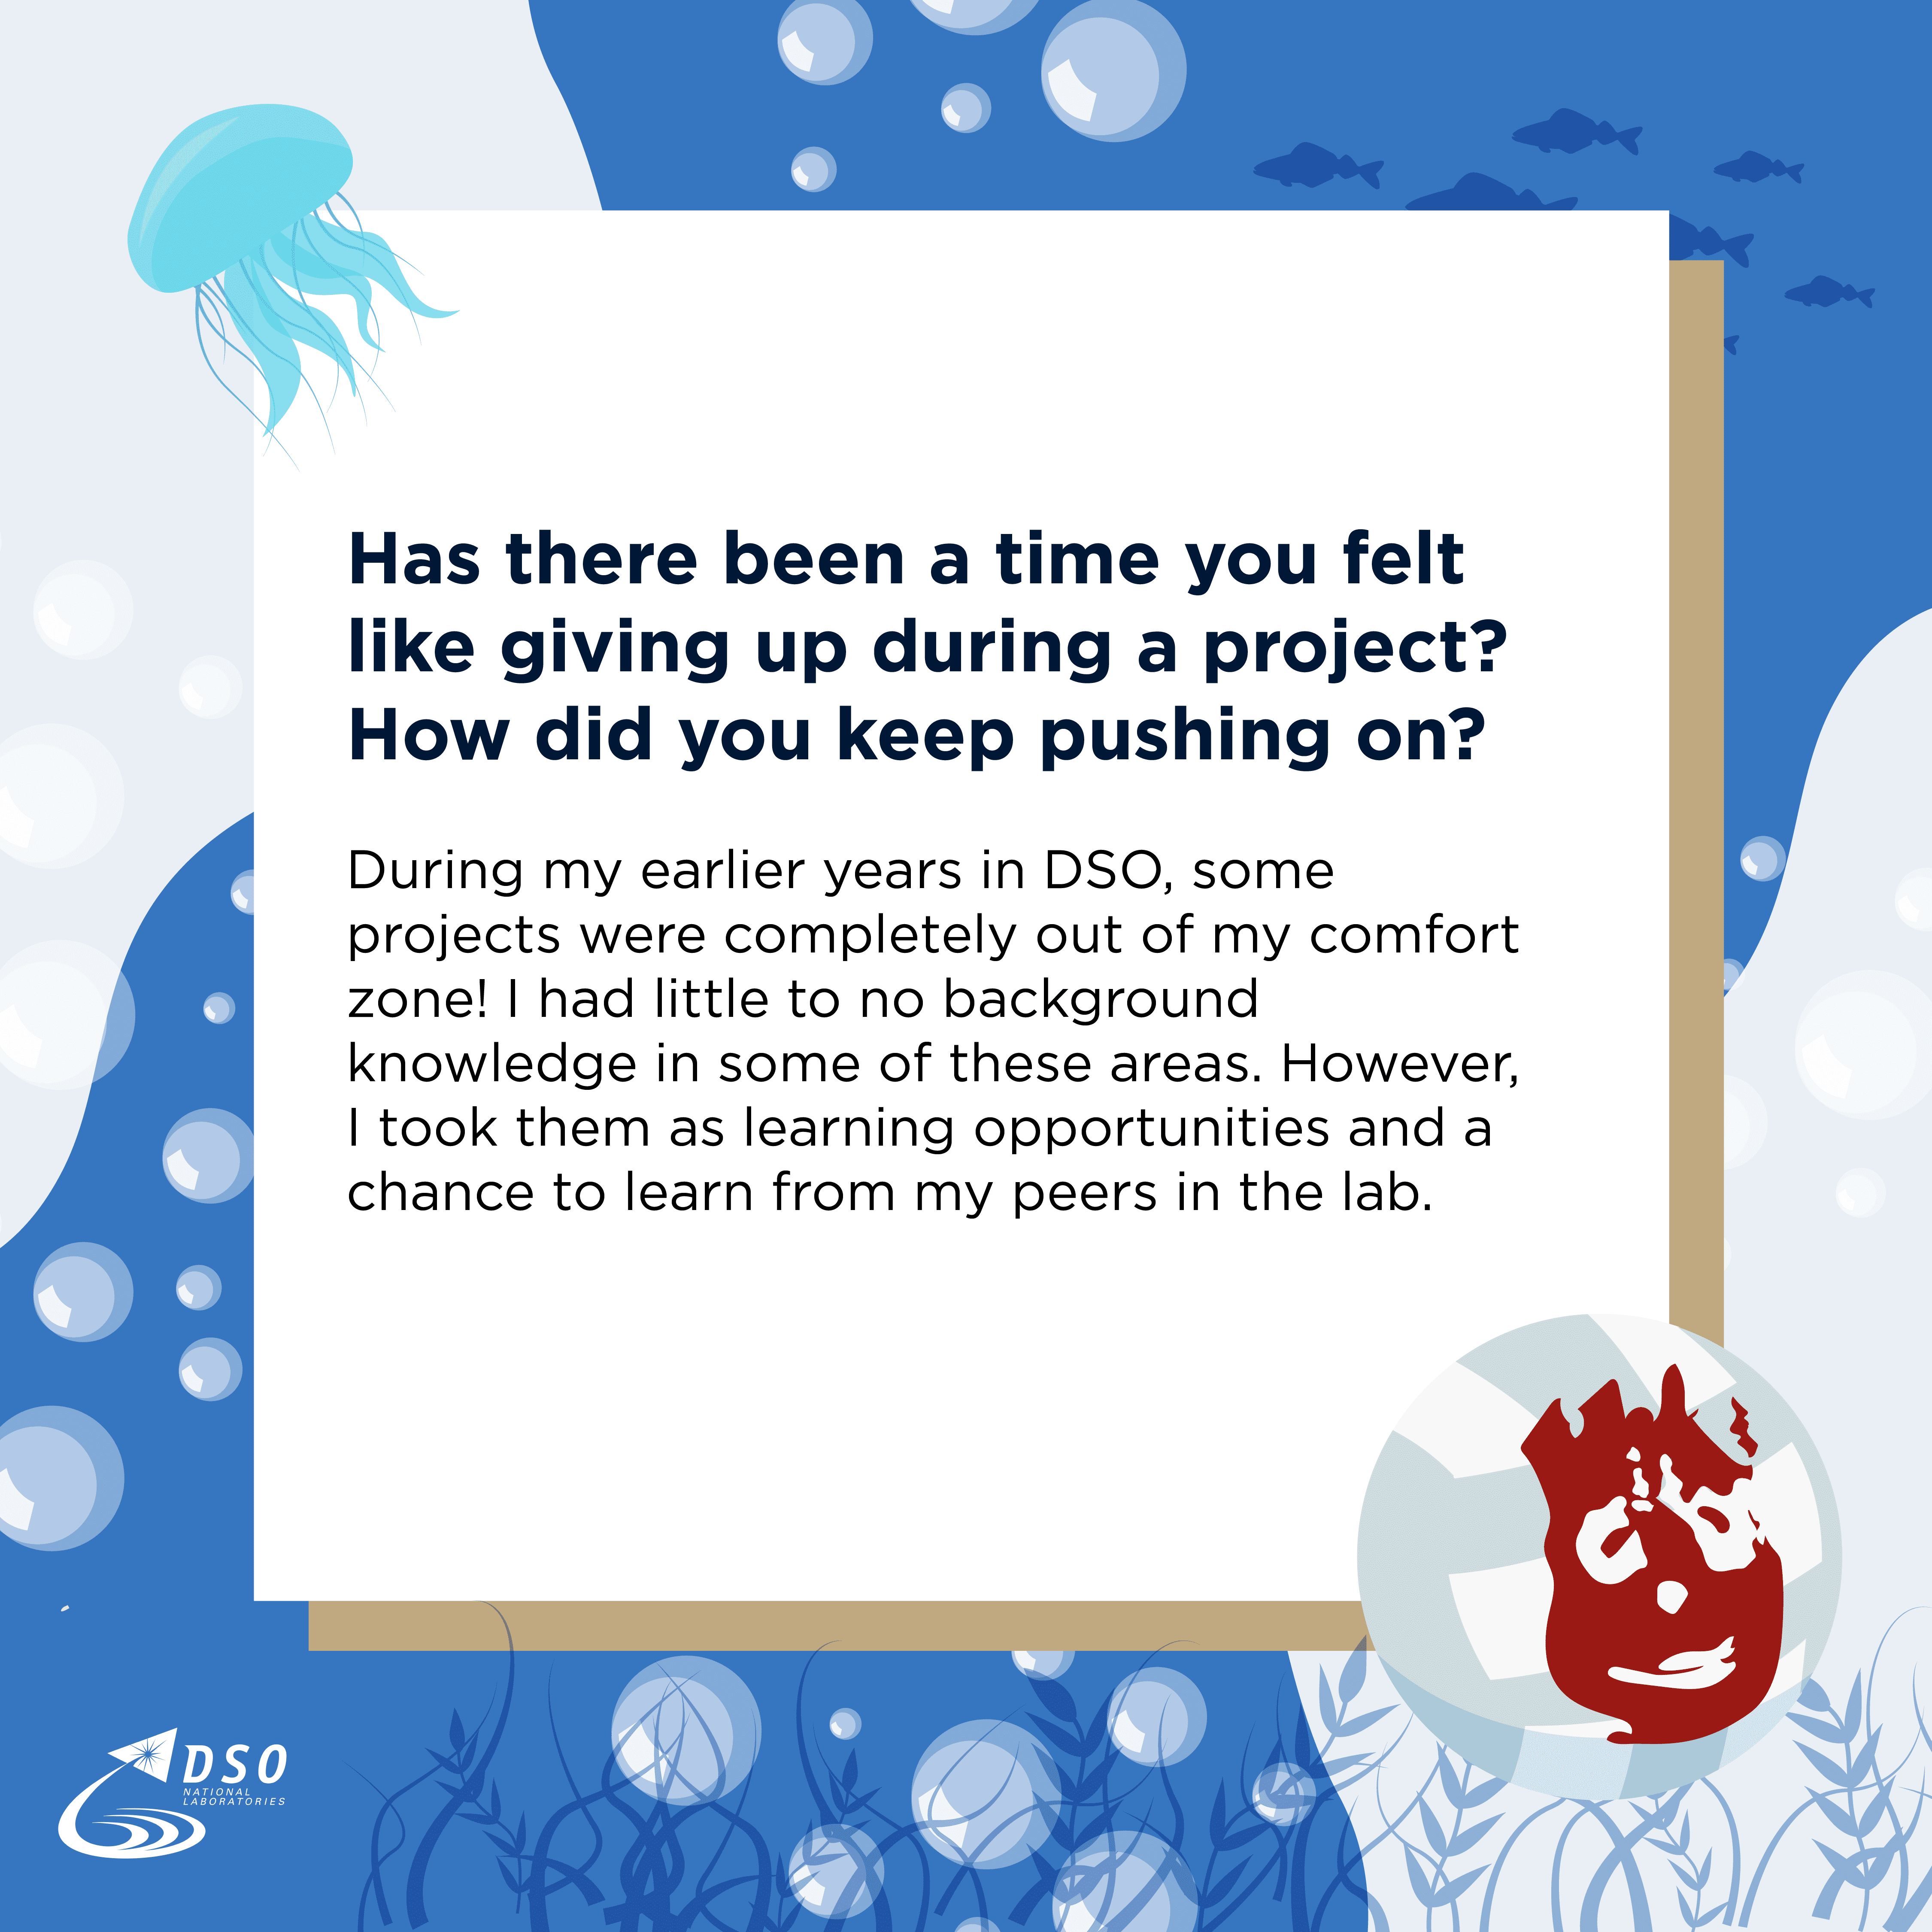 Has there been a time you felt
like giving up during a project?
How did you keep pushing on?
During my earlier years in DSO, some
projects were completely out of my comfort
zone! I had little to no background
knowledge in some of these areas. However,
I took them as learning opportunities and a
chance to learn from my peers in the lab.
DSO
NATIONAL
LABORATORIES